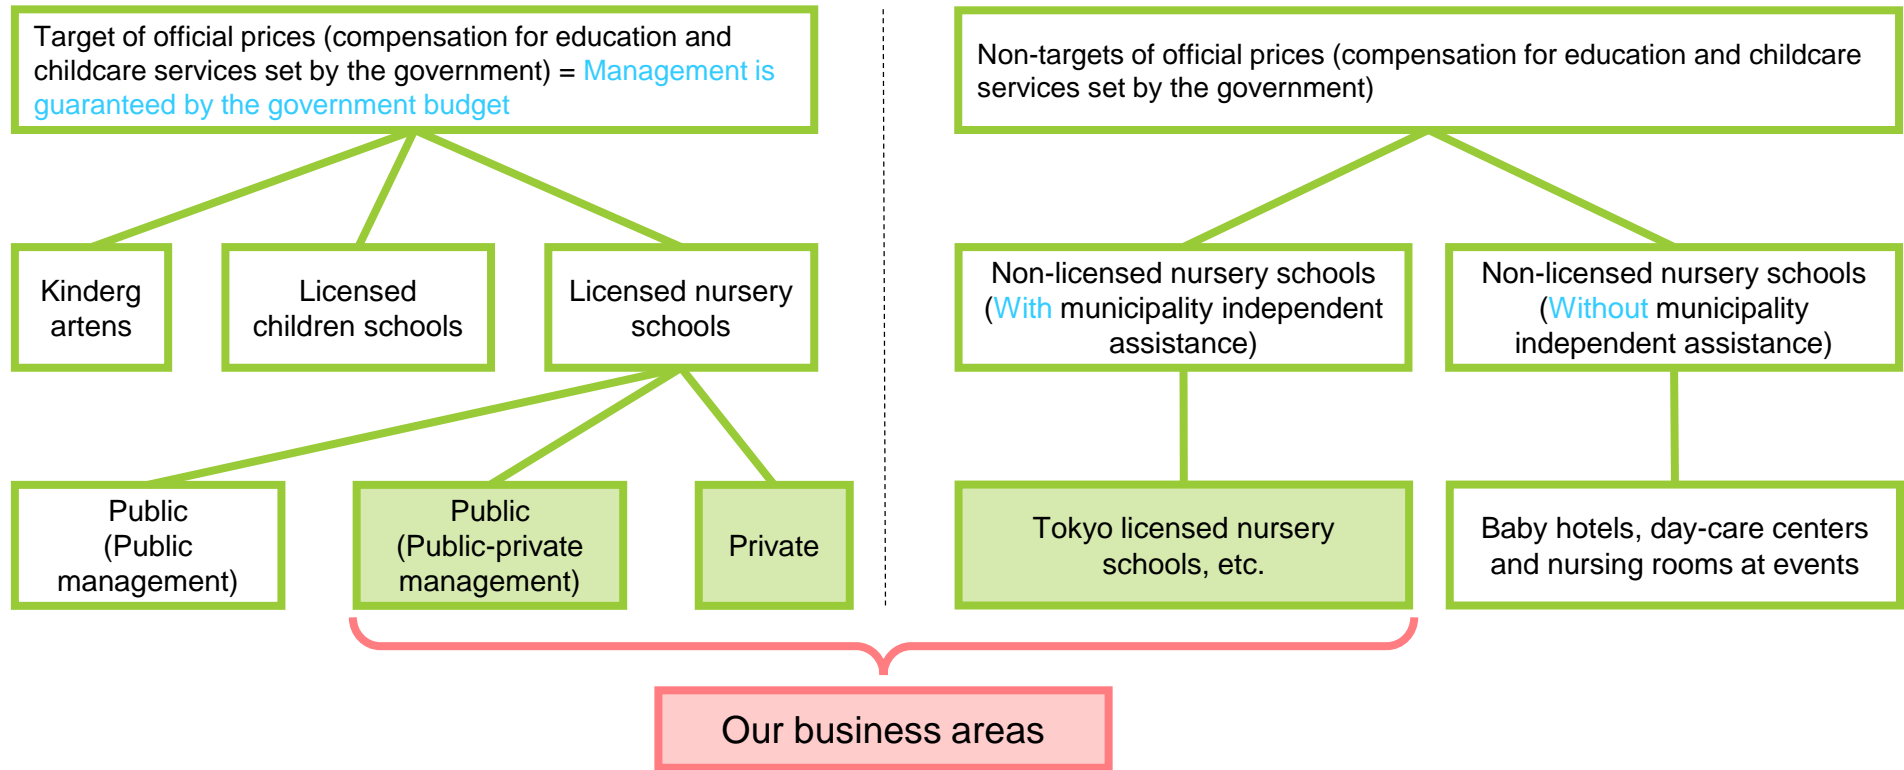 Target of official prices (compensation for education and
childcare services set by the government) = Management is
guaranteed by the government budget
Non-targets of official prices (compensation for education and childcare
services set by the government)
Kinderg
artens
Licensed
children schools
Licensed nursery
schools
Non-licensed nursery schools
(With municipality independent
assistance)
Non-licensed nursery schools
(Without municipality
independent assistance)
Public
(Public
management)
Public
(Public-private
management)
Private
Tokyo licensed nursery
schools, etc.
Baby hotels, day-care centers
and nursing rooms at events
Our business areas